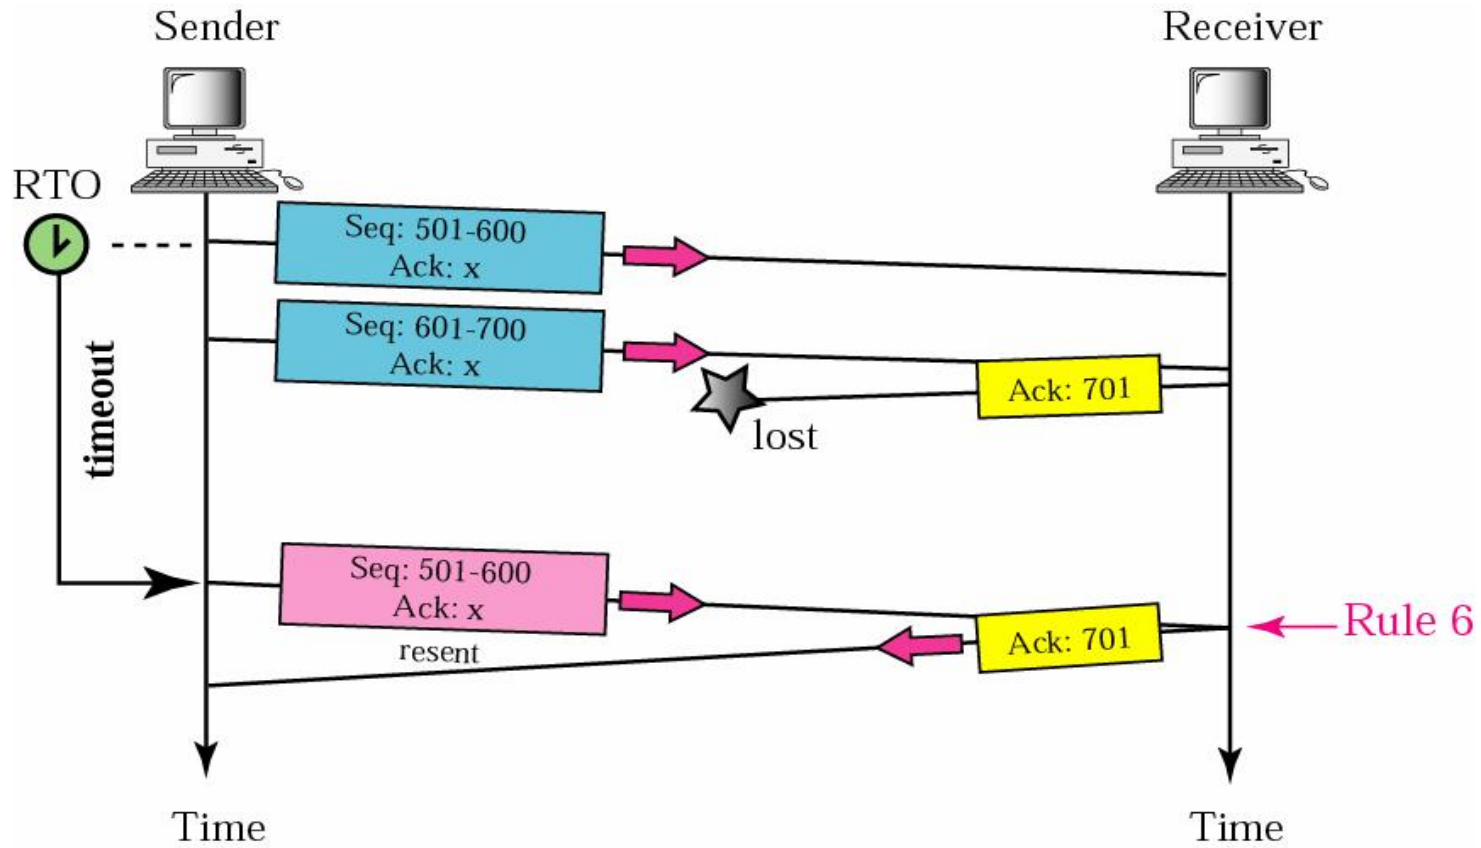 Sender
Receiver
RTO
Seq: 501-600
Ack: x
Seq: 601-700
Ack: x
Ack: 701
lost
timeout
Seq: 501-600
Ack: x
resent
Ack: 701
Rule 6
Time
Time